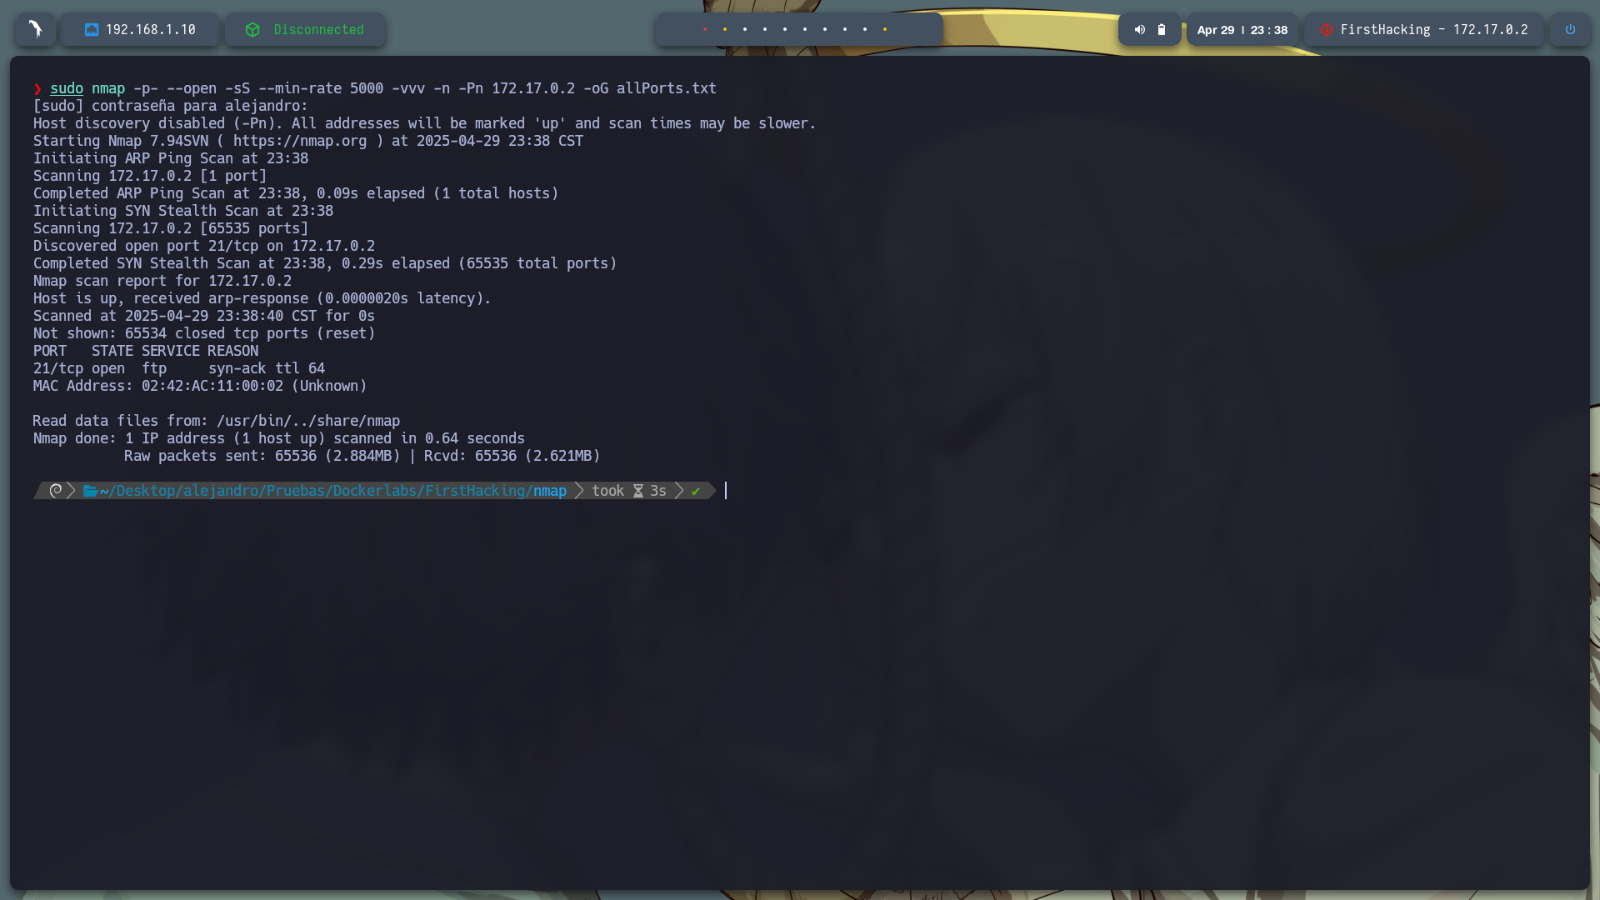 192.168.1.10
Disconnected
Apr 29 | 23:38
FirstHacking - 172.17.0.2
❯ sudo nmap -p- --open -sS --min-rate 5000 -vvv -n -Pn 172.17.0.2 -oG allPorts.txt
[sudo] contraseña para alejandro:
Host discovery disabled (-Pn). All addresses will be marked 'up' and scan times may be slower.
Starting Nmap 7.94SVN ( https://nmap.org ) at 2025-04-29 23:38 CST
Initiating ARP Ping Scan at 23:38
Scanning 172.17.0.2 [1 port]
Completed ARP Ping Scan at 23:38, 0.09s elapsed (1 total hosts)
Initiating SYN Stealth Scan at 23:38
Scanning 172.17.0.2 [65535 ports]
Discovered open port 21/tcp on 172.17.0.2
Completed SYN Stealth Scan at 23:38, 0.29s elapsed (65535 total ports)
Nmap scan report for 172.17.0.2
Host is up, received arp-response (0.0000020s latency).
Scanned at 2025-04-29 23:38:40 CST for 0s
Not shown: 65534 closed tcp ports (reset)
PORT   STATE SERVICE REASON
21/tcp open  ftp     syn-ack ttl 64
MAC Address: 02:42:AC:11:00:02 (Unknown)
Read data files from: /usr/bin/../share/nmap
Nmap done: 1 IP address (1 host up) scanned in 0.64 seconds
           Raw packets sent: 65536 (2.884MB) | Rcvd: 65536 (2.621MB)
~/Desktop/alejandro/Pruebas/Dockerlabs/FirstHacking/nmap took 3s ✔